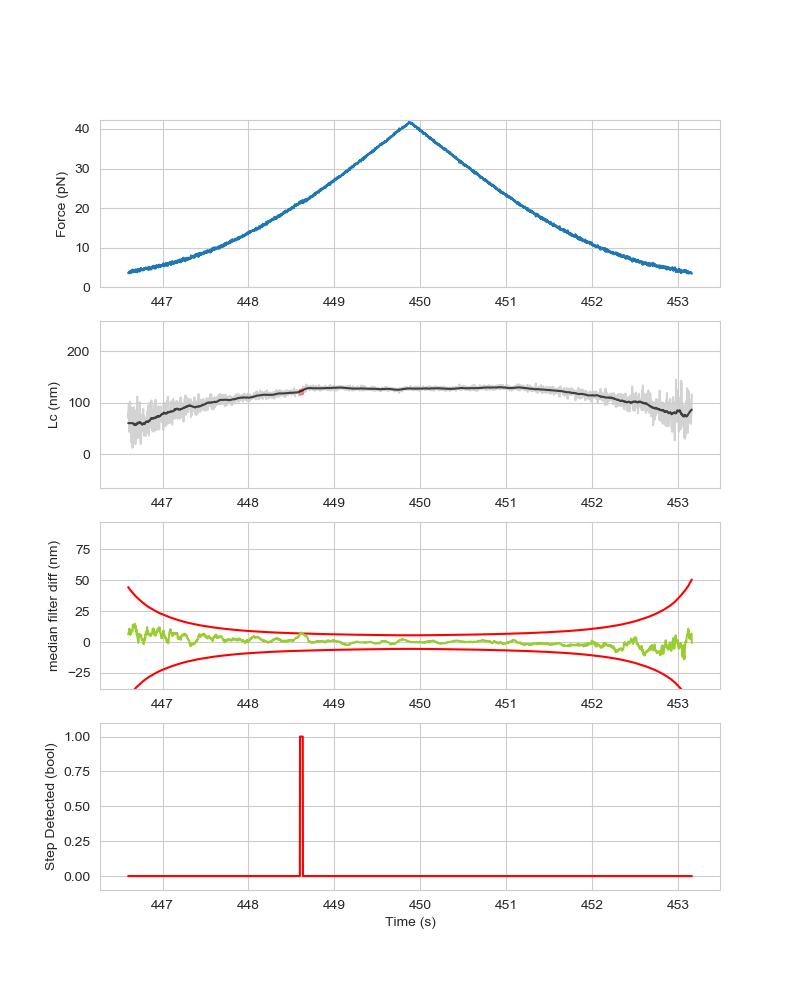 40
30
20
10
0
Force (pN)
447 448 449 450 451 452 453
200
100
0
Lc (nm)
447 448 449 450 451 452 453
75
50
25
0
−25
median filter diff (nm)
447 448 449 450 451 452 453
1.00
0.75
0.50
0.25
0.00
Step Detected (bool)
447 448 449 450 451 452 453
Time (s)